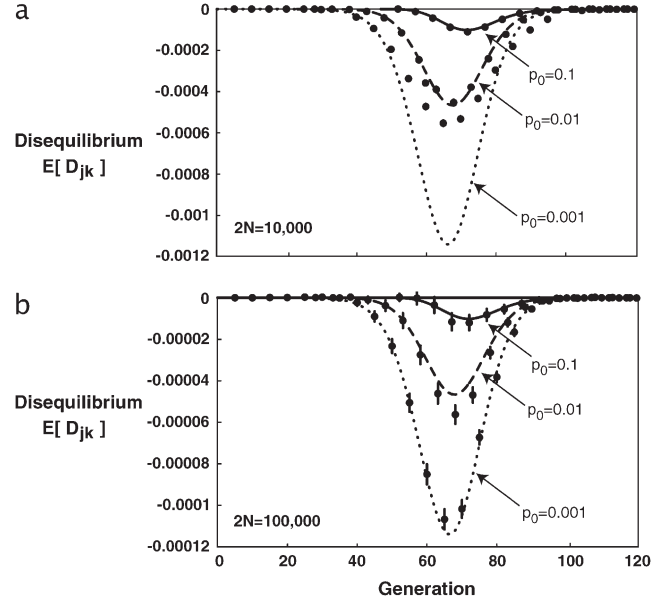 a
0
-0.0002
-0.0004
-0.0006
-0.0008
-0.001
-0.0012
Disequilibrium
E[ Djk ]
p0=0.1
p0=0.01
p0=0.001
2N=10,000
b
0
-0.00002
-0.00004
-0.00006
-0.00008
-0.0001
-0.00012
Disequilibrium
E[ Djk ]
p0=0.1
p0=0.01
p0=0.001
2N=100,000
0 20 40 60 80 100 120
Generation